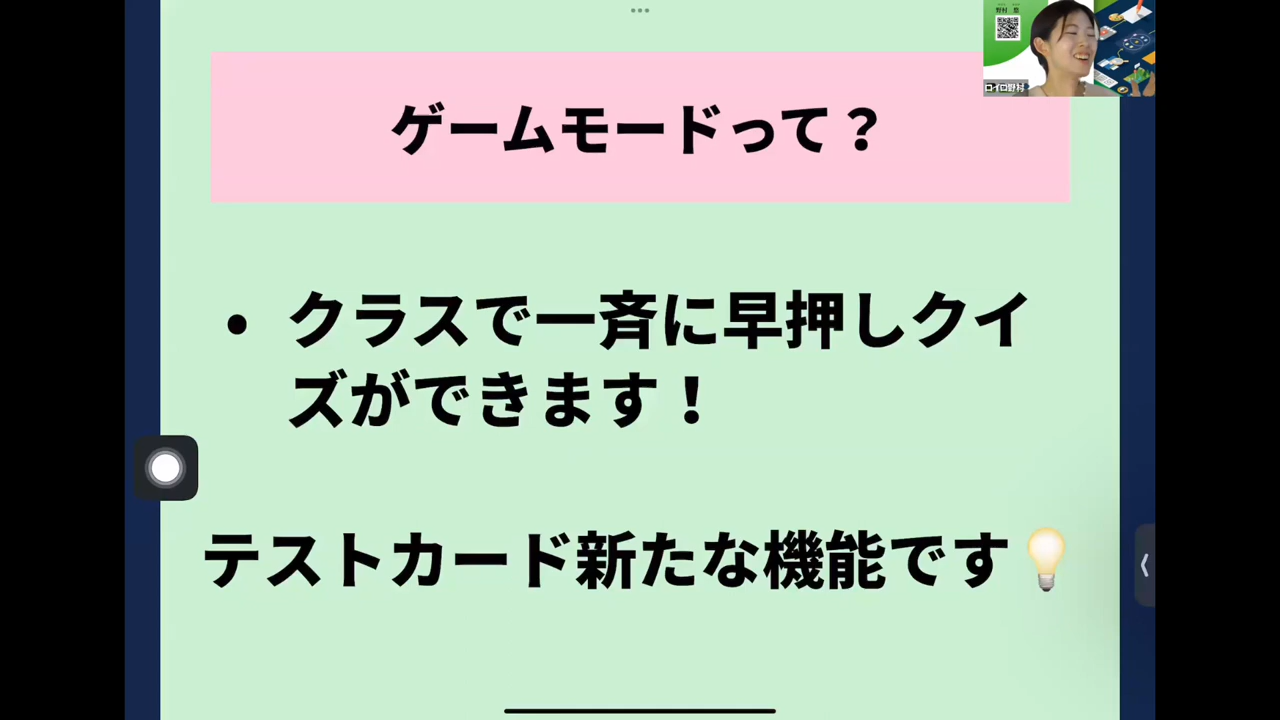 野村
ロイロ野村
ゲームモードって？
• クラスで一斉に早押しクイ
ズができます！
テストカード新たな機能です💡